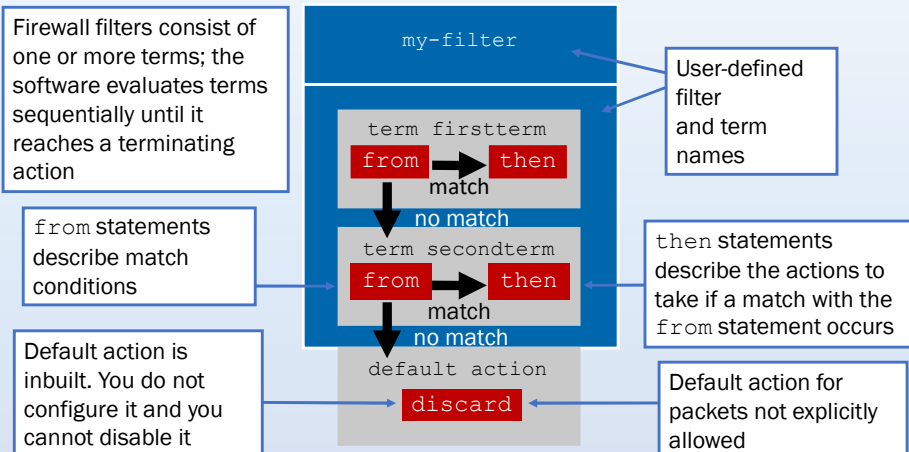 Firewall filters consist of
one or more terms; the
software evaluates terms
sequentially until it
reaches a terminating
action
my-filter
User-defined
filter
and term
names
term firstterm
from
then
match
no match
from statements
describe match
conditions
term secondterm
from
then
match
no match
then statements
describe the actions to
take if a match with the
from statement occurs
Default action is
inbuilt. You do not
configure it and you
cannot disable it
default action
discard
Default action for
packets not explicitly
allowed